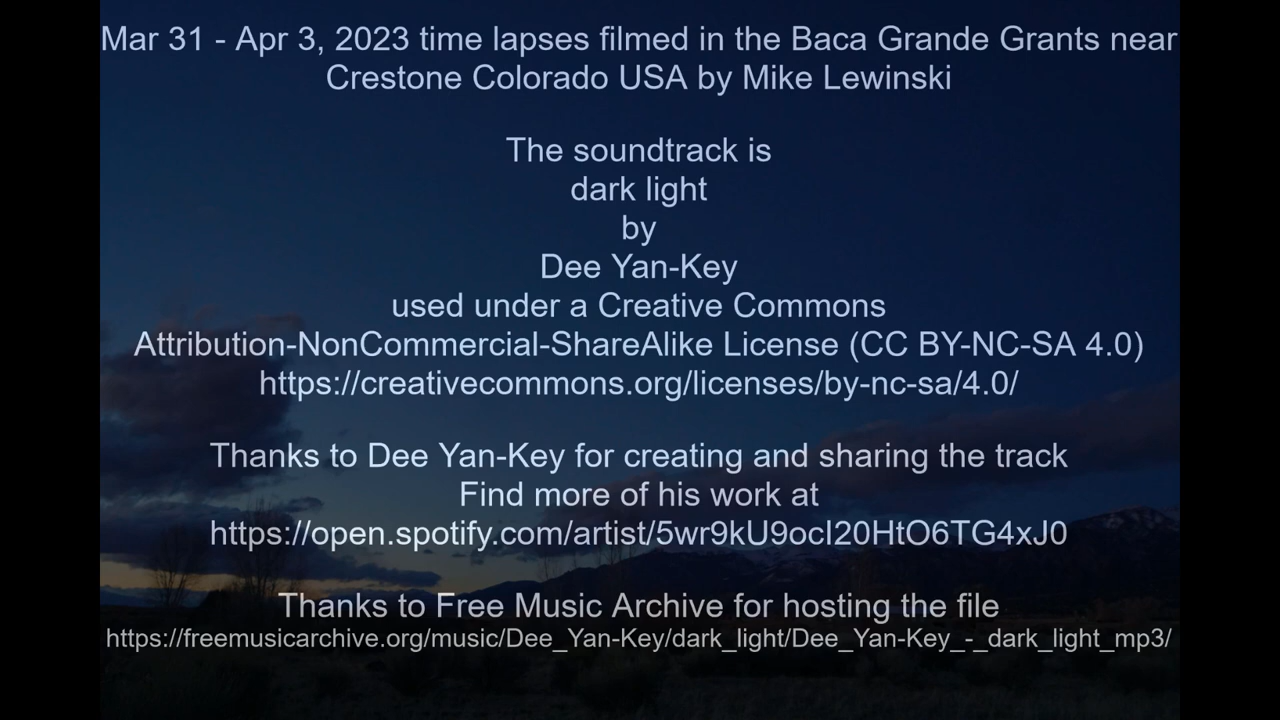 Mar 31 - Apr 3, 2023 time lapses filmed in the Baca Grande Grants near
Crestone Colorado USA by Mike Lewinski
The soundtrack is
dark light
by
Dee Yan-Key
used under a Creative Commons
Attribution-NonCommercial-ShareAlike License (CC BY-NC-SA 4.0)
https://creativecommons.org/licenses/by-nc-sa/4.0/
Thanks to Dee Yan-Key for creating and sharing the track
Find more of his work at
https://open.spotify.com/artist/5wr9kU9ocI20HtO6TG4xJ0
Thanks to Free Music Archive for hosting the file
https://freemusicarchive.org/music/Dee_Yan-Key/dark_light/Dee_Yan-Key_-_dark_light_mp3/